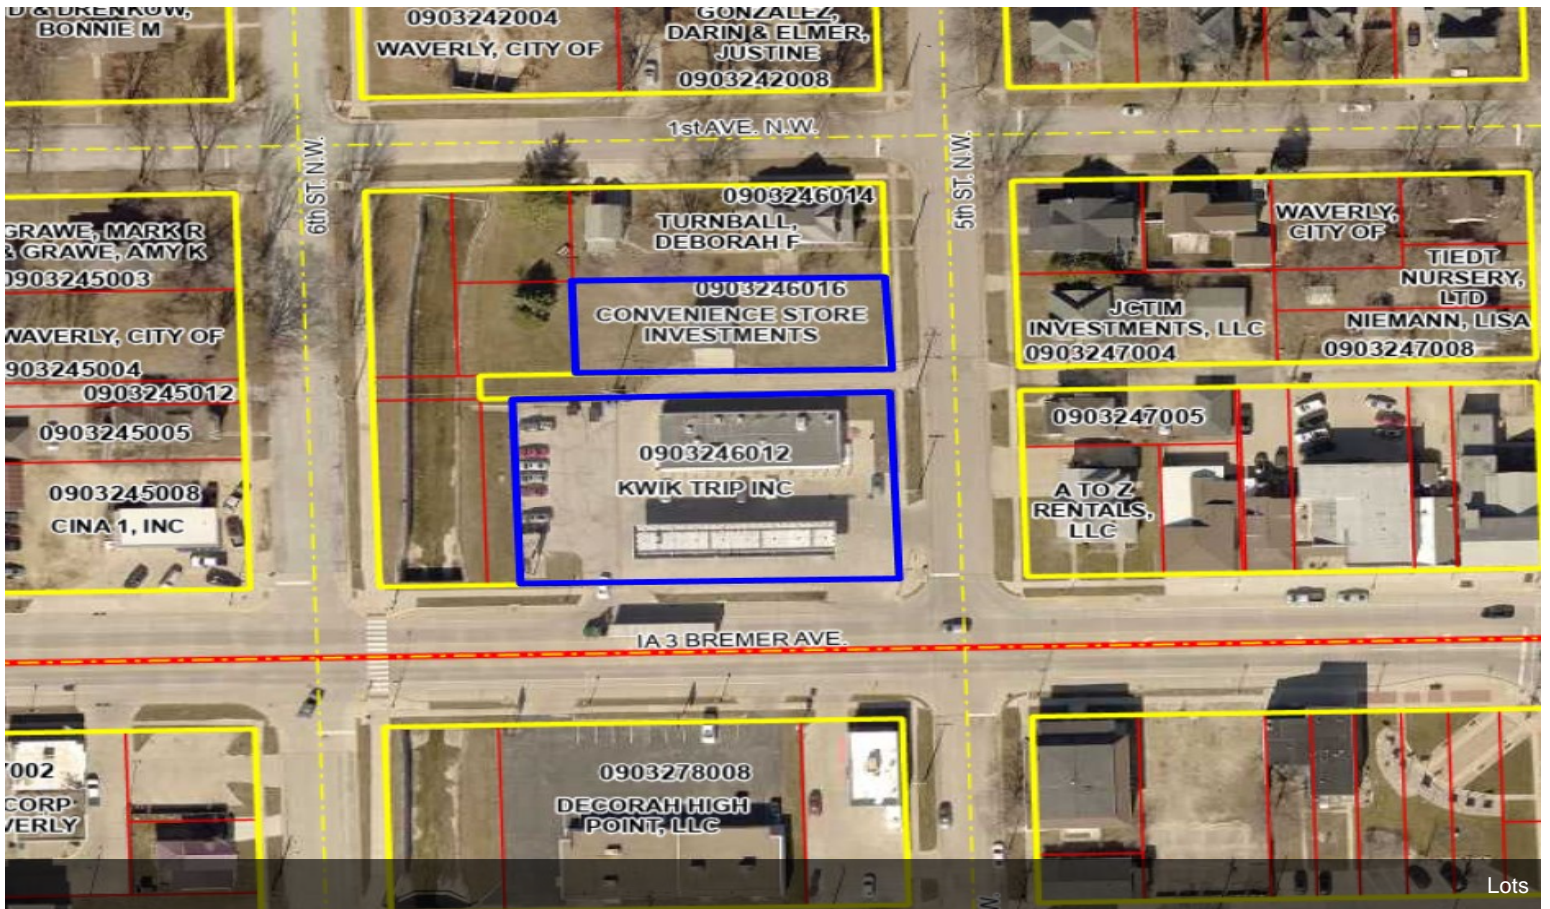 D & DRENKOW,
BONNIE M
0903242004
WAVERLY, CITY OF
GONZALEZ,
DARIN & ELMER,
JUSTINE
0903242008
1st AVE. N.W.
6th ST. N.W.
5th ST. N.W.
0903246014
TURNBALL,
DEBORAH F
GRAWE, MARK R
& GRAWE, AMY K
0903245003
WAVERLY,
CITY OF
TIEDT
NURSERY,
LTD
0903246016
CONVENIENCE STORE
INVESTMENTS
JCTIM
INVESTMENTS, LLC
0903247004
NIEMANN, LISA
0903247008
WAVERLY, CITY OF
903245004
0903245012
0903245005
0903247005
0903246012
KWIK TRIP INC
0903245008
CINA 1, INC
A TO Z
RENTALS,
LLC
IA 3 BREMER AVE.
7002
CORP
VERLY
0903278008
DECORAH HIGH
POINT, LLC
W.
Lots